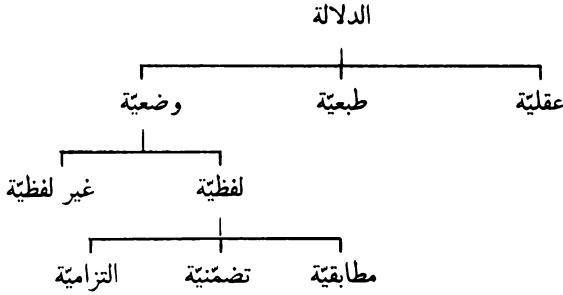 الدلالة
عقليّة طبعيّة وضعيّة
لفظيّة غير لفظيّة
مطابقيّة تضمّنيّة التزاميّة